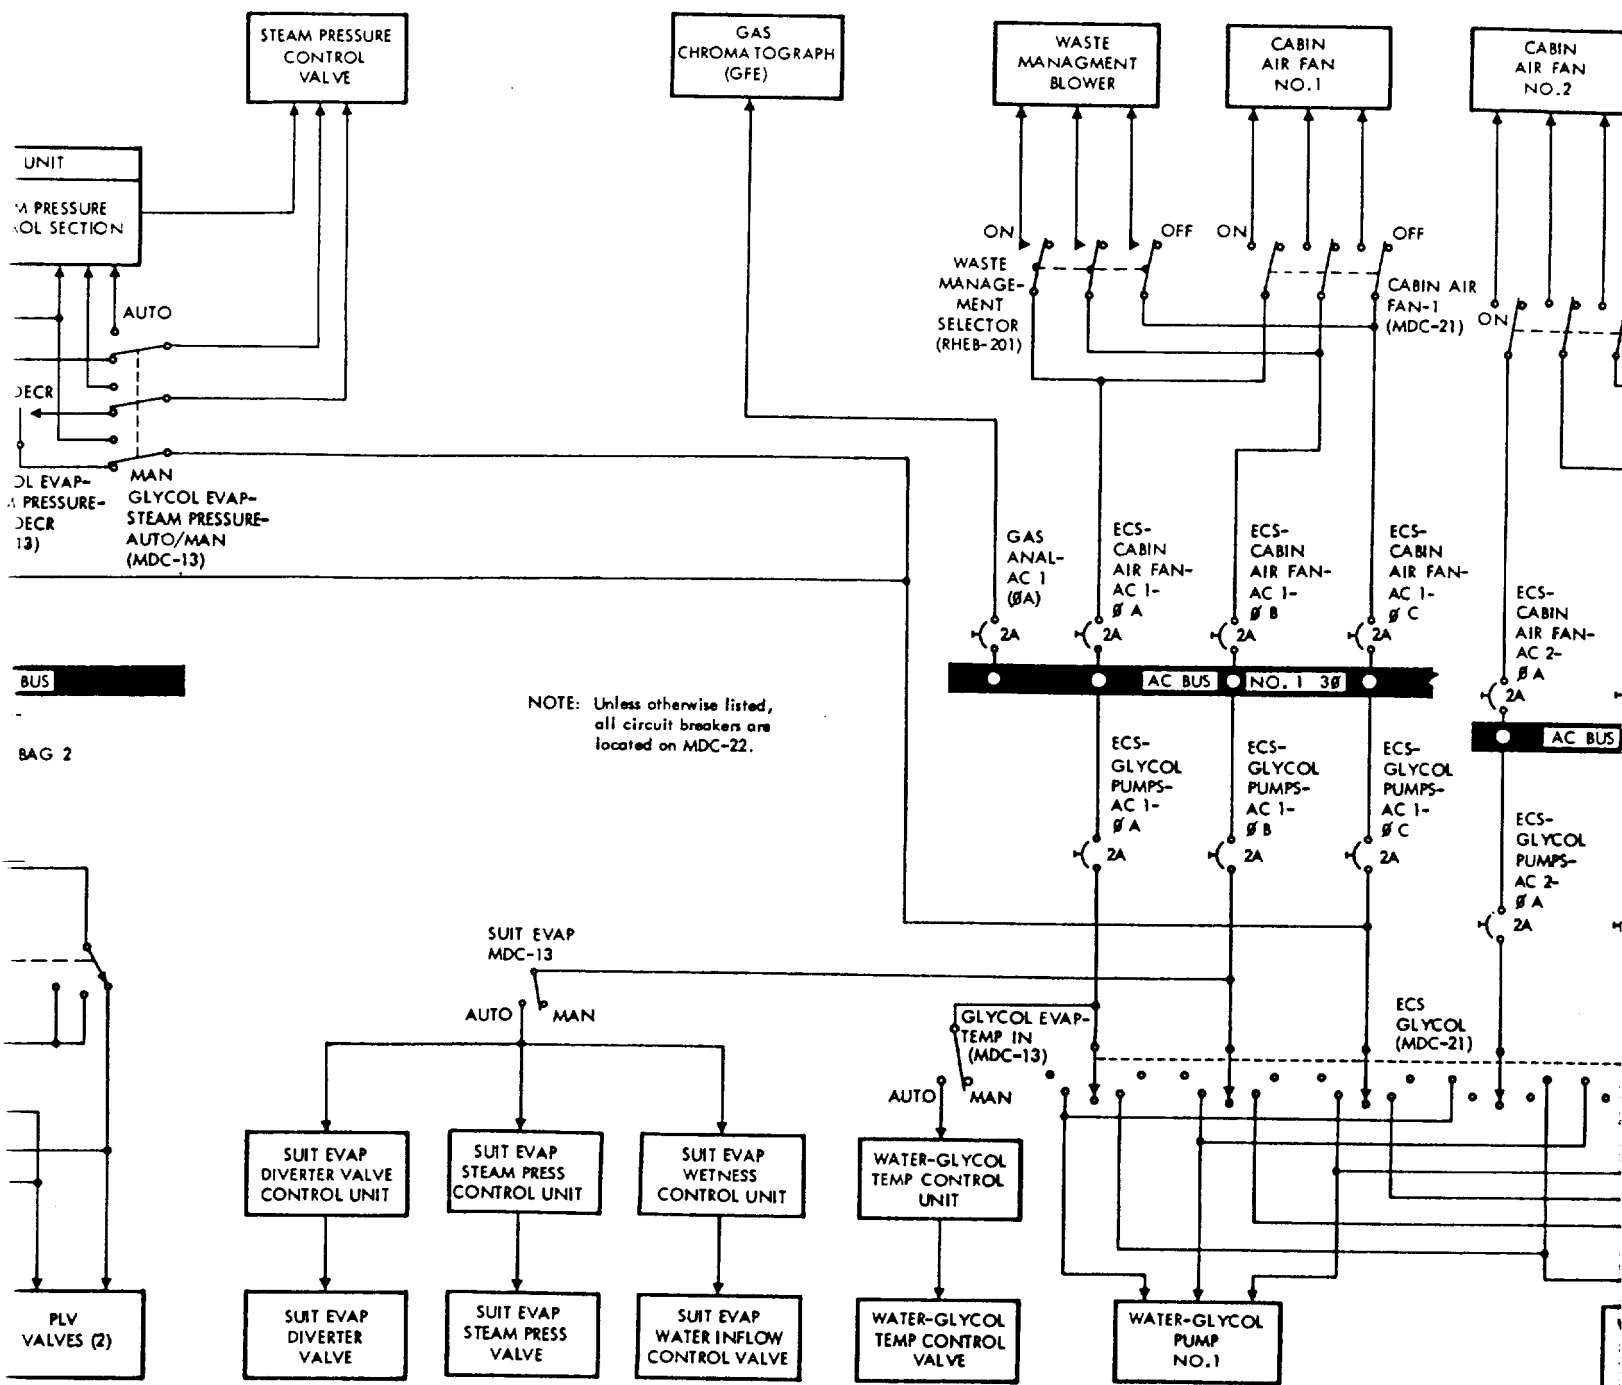 STEAM PRESSURE
CONTROL
VALVE
GAS
CHROMATOGRAPH
(GFE)
WASTE
MANAGMENT
BLOWER
CABIN
AIR FAN
NO.1
CABIN
AIR FAN
NO.2
UNIT
M PRESSURE
ROL SECTION
AUTO
DECR
OL EVAP-
M PRESSURE-
DECR
13)
MAN
GLYCOL EVAP-
STEAM PRESSURE-
AUTO/MAN
(MDC-13)
ON
OFF
WASTE
MANAGE-
MENT
SELECTOR
(RHEB-201)
ON
OFF
CABIN AIR
FAN-1
(MDC-21)
ON
GAS
ANAL-
AC 1
(ØA)
2A
ECS-
CABIN
AIR FAN-
AC 1-
Ø A
2A
ECS-
CABIN
AIR FAN-
AC 1-
Ø B
2A
ECS-
CABIN
AIR FAN-
AC 1-
Ø C
2A
ECS-
CABIN
AIR FAN-
AC 2-
Ø A
2A
BUS
AC BUS NO. 1 3Ø
AC BUS
BAG 2
NOTE: Unless otherwise listed,
all circuit breakers are
located on MDC-22.
ECS-
GLYCOL
PUMPS-
AC 1-
Ø A
2A
ECS-
GLYCOL
PUMPS-
AC 1-
Ø B
2A
ECS-
GLYCOL
PUMPS-
AC 1-
Ø C
2A
ECS-
GLYCOL
PUMPS-
AC 2-
Ø A
2A
SUIT EVAP
MDC-13
AUTO
MAN
GLYCOL EVAP-
TEMP IN
(MDC-13)
AUTO
MAN
ECS
GLYCOL
(MDC-21)
SUIT EVAP
DIVERTER VALVE
CONTROL UNIT
SUIT EVAP
STEAM PRESS
CONTROL UNIT
SUIT EVAP
WETNESS
CONTROL UNIT
WATER-GLYCOL
TEMP CONTROL
UNIT
PLV
VALVES (2)
SUIT EVAP
DIVERTER
VALVE
SUIT EVAP
STEAM PRESS
VALVE
SUIT EVAP
WATER INFLOW
CONTROL VALVE
WATER-GLYCOL
TEMP CONTROL
VALVE
WATER-GLYCOL
PUMP
NO.1